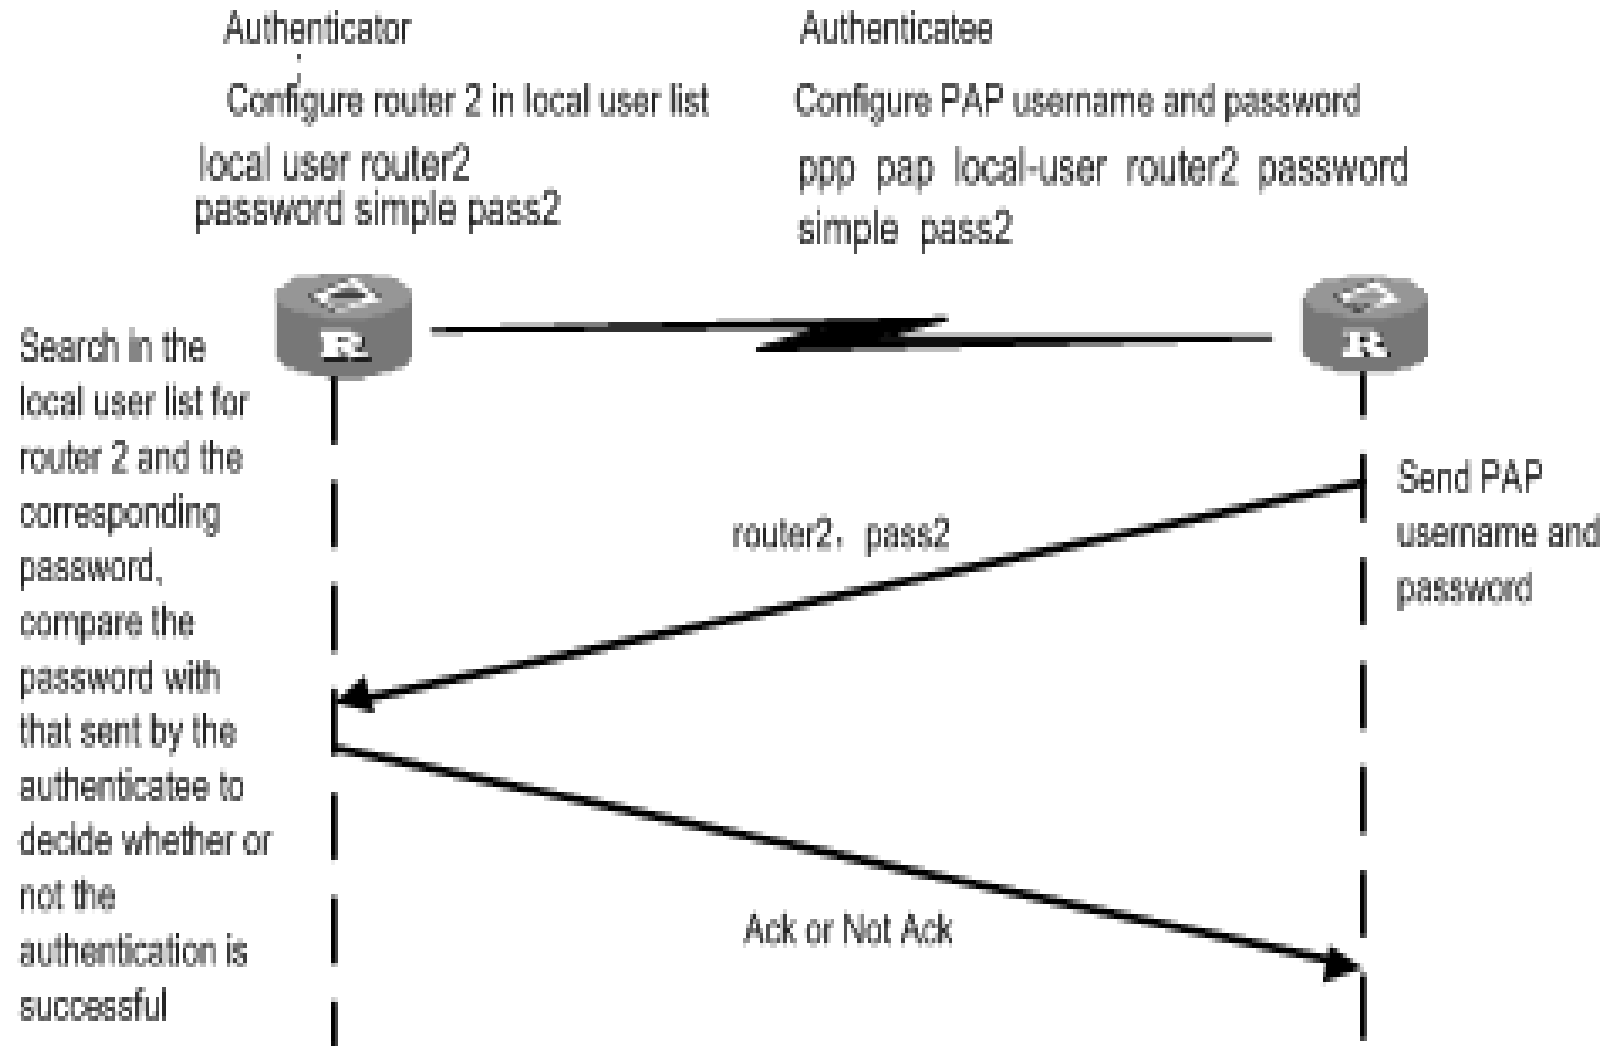 Authenticator
Configure router 2 in local user list
local user router2
password simple pass2
Authenticatee
Configure PAP username and password
ppp pap local-user router2 password
simple pass2
R
R
Search in the
local user list for
router 2 and the
corresponding
password,
compare the
password with
that sent by the
authenticatee to
decide whether or
not the
authentication is
successful
router2, pass2
Send PAP
username and
password
Ack or Not Ack